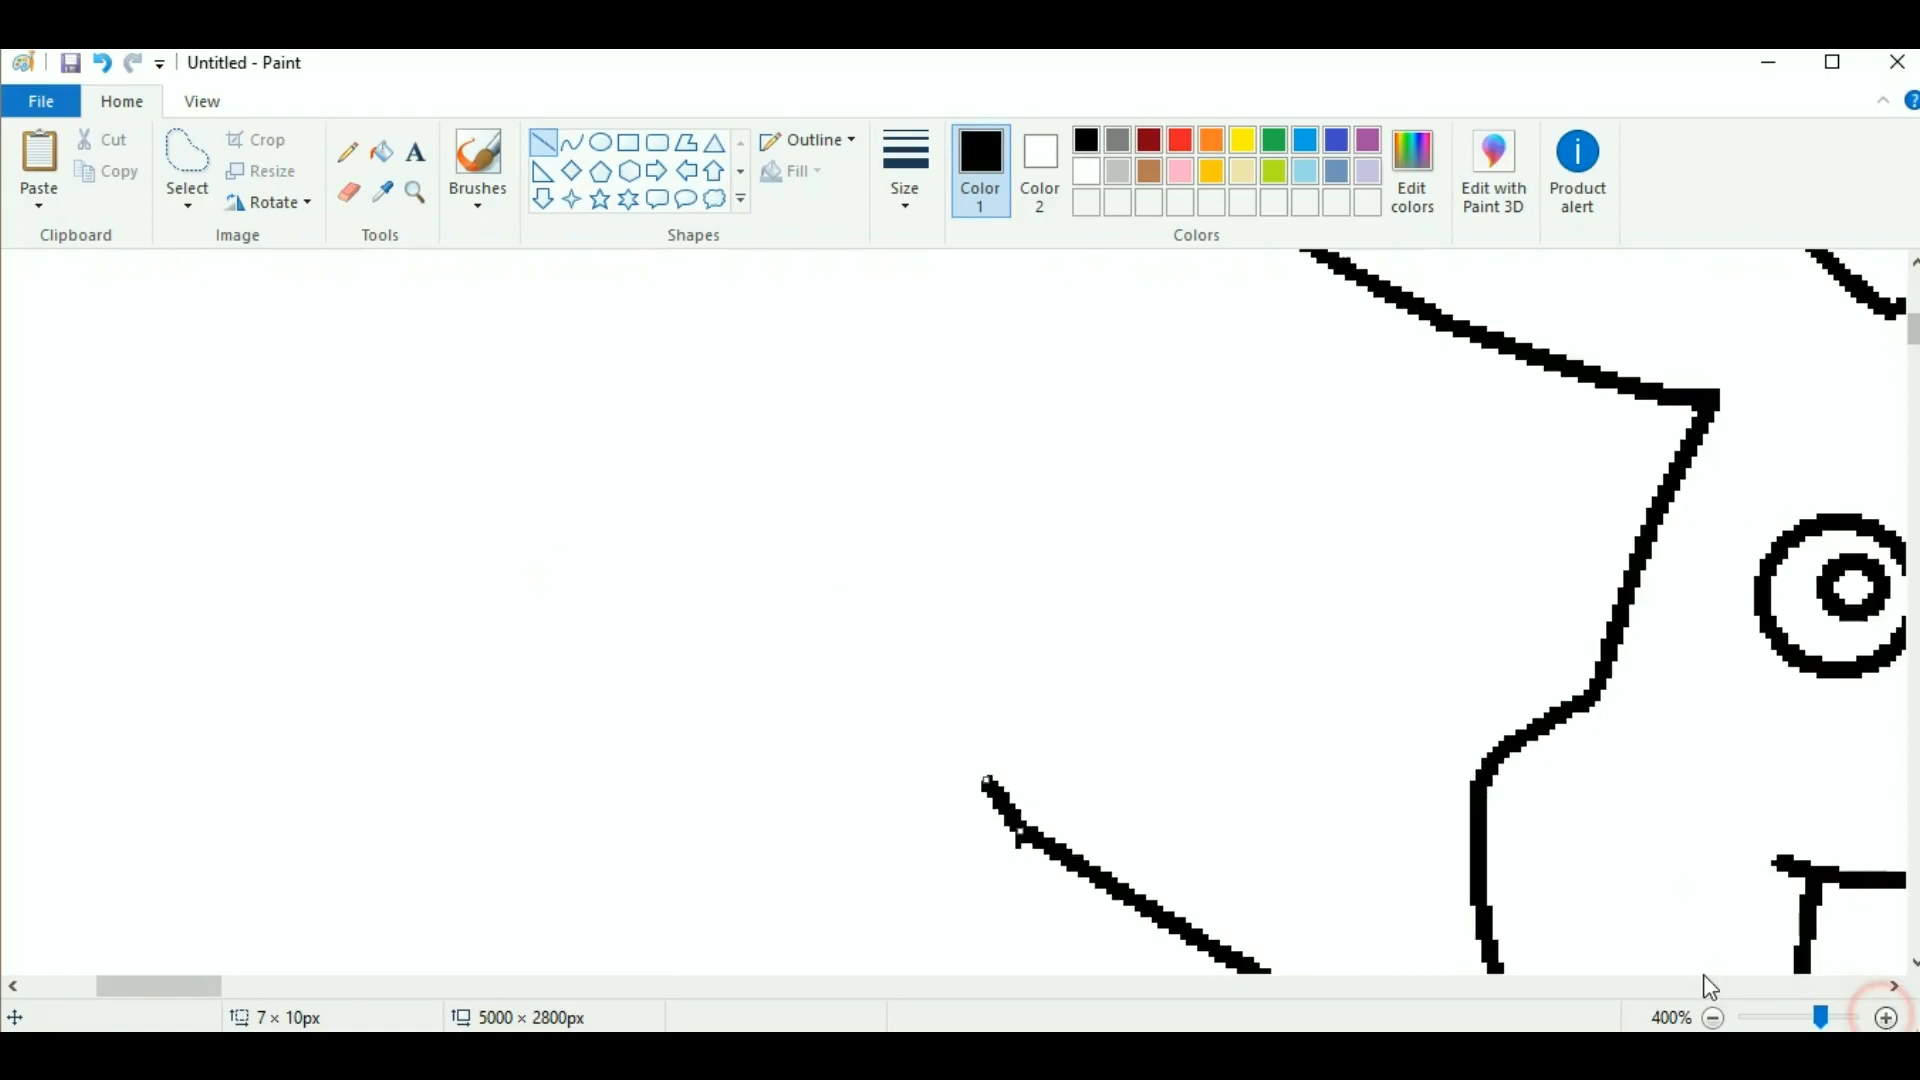 Untitled - Paint
File Home View
Paste
Cut
Copy
Clipboard
Select
Crop
Resize
Rotate
Image
A
Tools
Brushes
Outline
Fill
Shapes
Size
Color 1
Color 2
Edit colors
Colors
Edit with Paint 3D
Product alert
7 × 10px
5000 × 2800px
400%